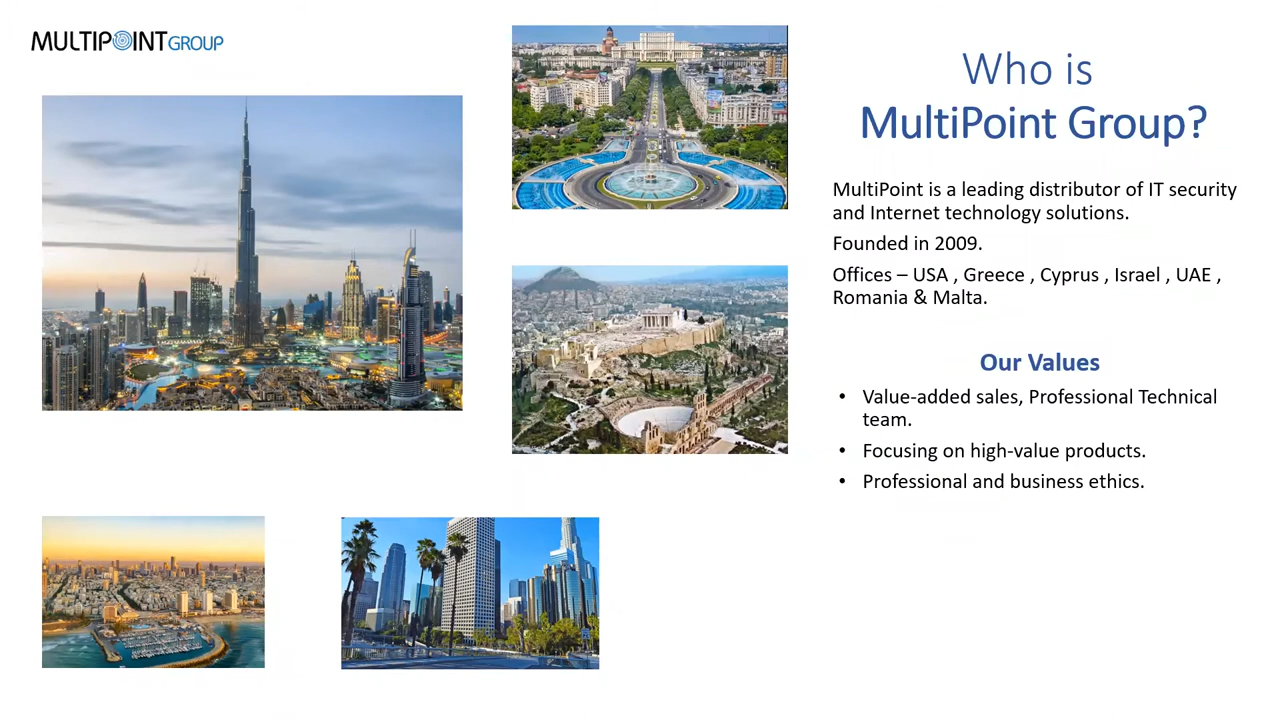 MULTIPOINT GROUP
Who is
MultiPoint Group?
MultiPoint is a leading distributor of IT security
and Internet technology solutions.
Founded in 2009.
Offices – USA , Greece , Cyprus , Israel , UAE ,
Romania & Malta.
Our Values
• Value-added sales, Professional Technical
team.
• Focusing on high-value products.
• Professional and business ethics.